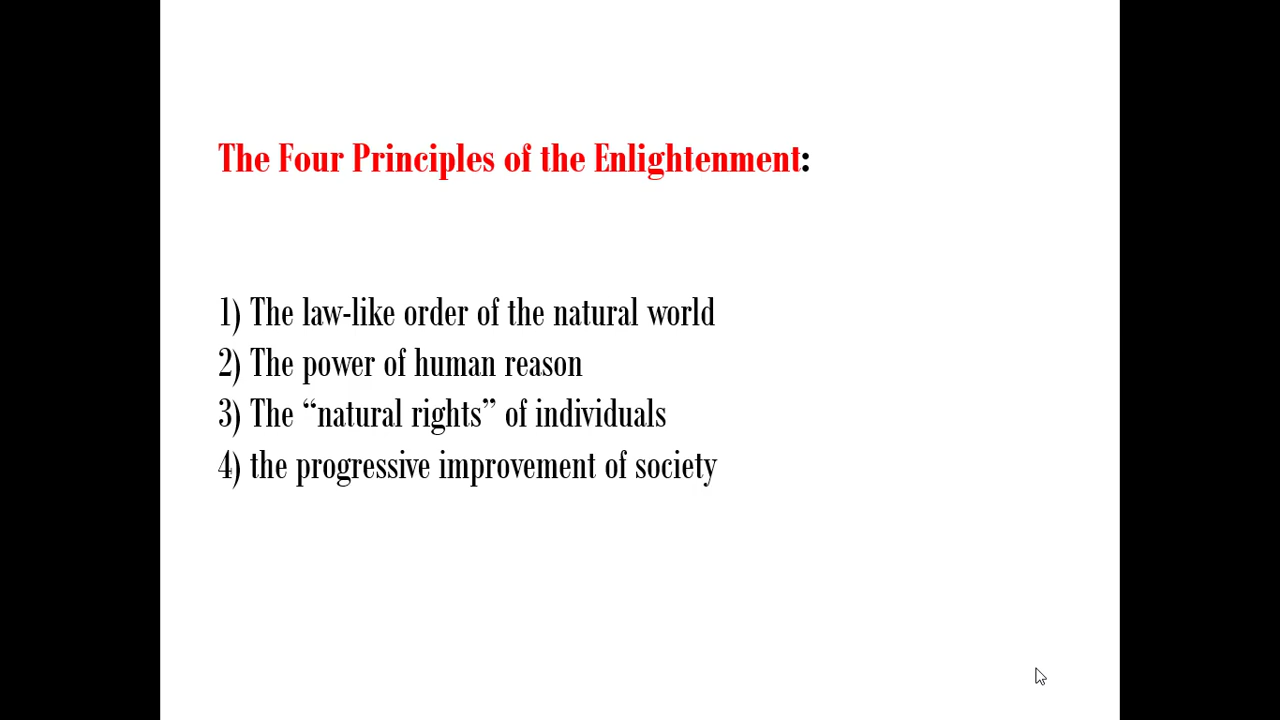 The Four Principles of the Enlightenment:
1) The law-like order of the natural world
2) The power of human reason
3) The “natural rights” of individuals
4) the progressive improvement of society